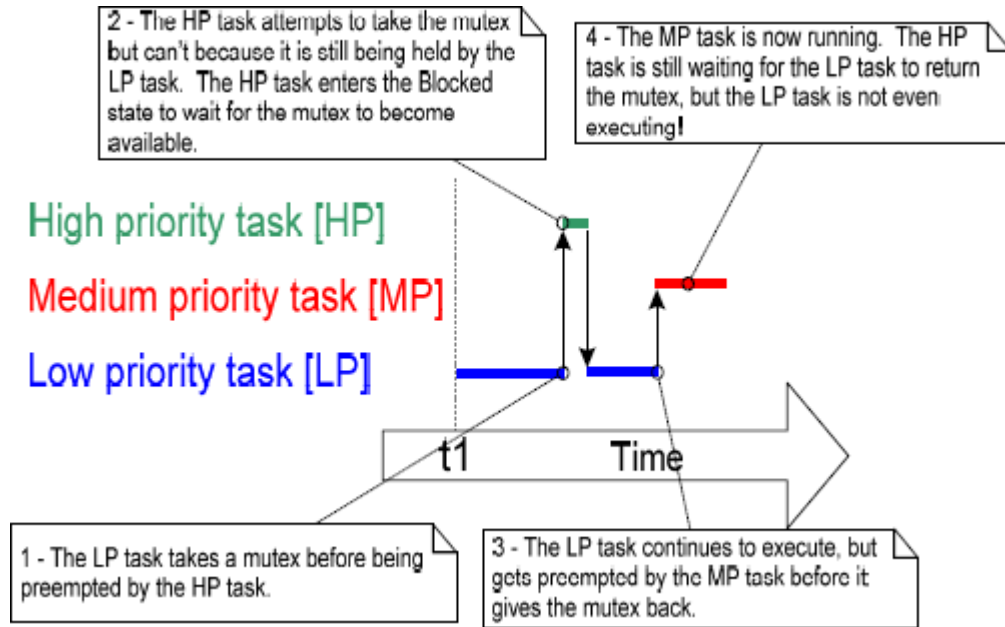 2 - The HP task attempts to take the mutex
but can't because it is still being held by the
LP task. The HP task enters the Blocked
state to wait for the mutex to become
available.
4 - The MP task is now running. The HP
task is still waiting for the LP task to return
the mutex, but the LP task is not even
executing!
High priority task [HP]
Medium priority task [MP]
Low priority task [LP]
t1
Time
1 - The LP task takes a mutex before being
preempted by the HP task.
3 - The LP task continues to execute, but
gets preempted by the MP task before it
gives the mutex back.